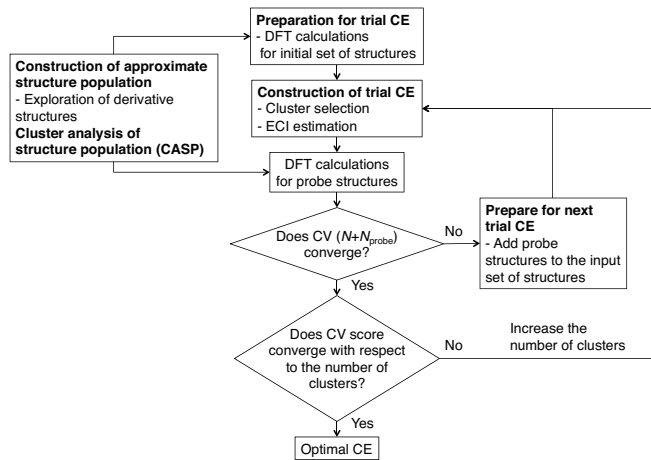 Preparation for trial CE
- DFT calculations
for initial set of structures
Construction of approximate
structure population
- Exploration of derivative
structures
Cluster analysis of
structure population (CASP)
Construction of trial CE
- Cluster selection
- ECI estimation
DFT calculations
for probe structures
Does CV (N+Nprobe)
converge?
No
Prepare for next
trial CE
- Add probe
structures to the input
set of structures
Yes
Does CV score
converge with respect
to the number of
clusters?
No
Increase the
number of clusters
Yes
Optimal CE